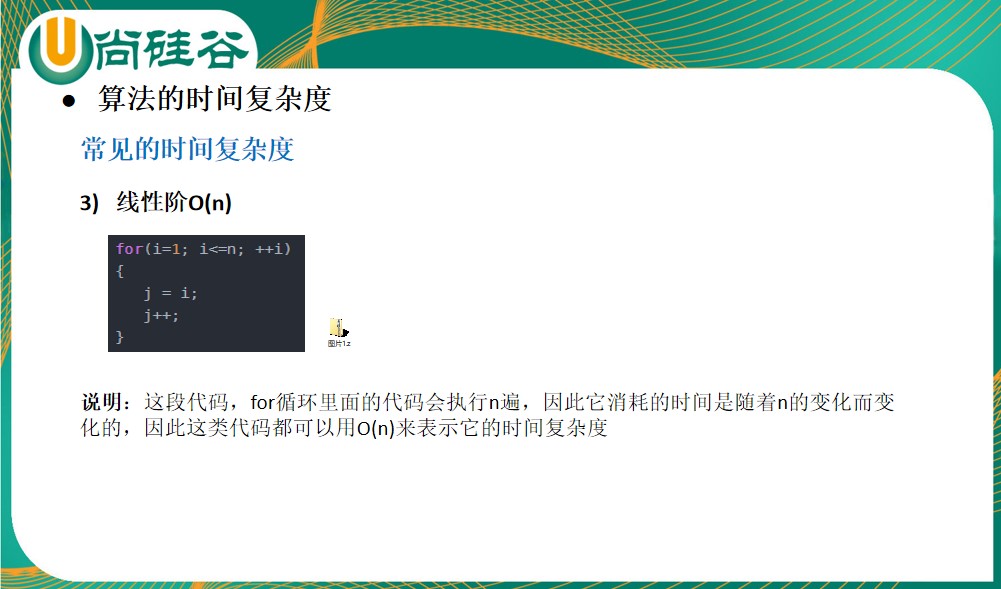 尚硅谷
● 算法的时间复杂度
常见的时间复杂度
3) 线性阶O(n)
for(i=1; i<=n; ++i)
{
j = i;
j++;
}
图片1.z
说明：这段代码，for循环里面的代码会执行n遍，因此它消耗的时间是随着n的变化而变
化的，因此这类代码都可以用O(n)来表示它的时间复杂度